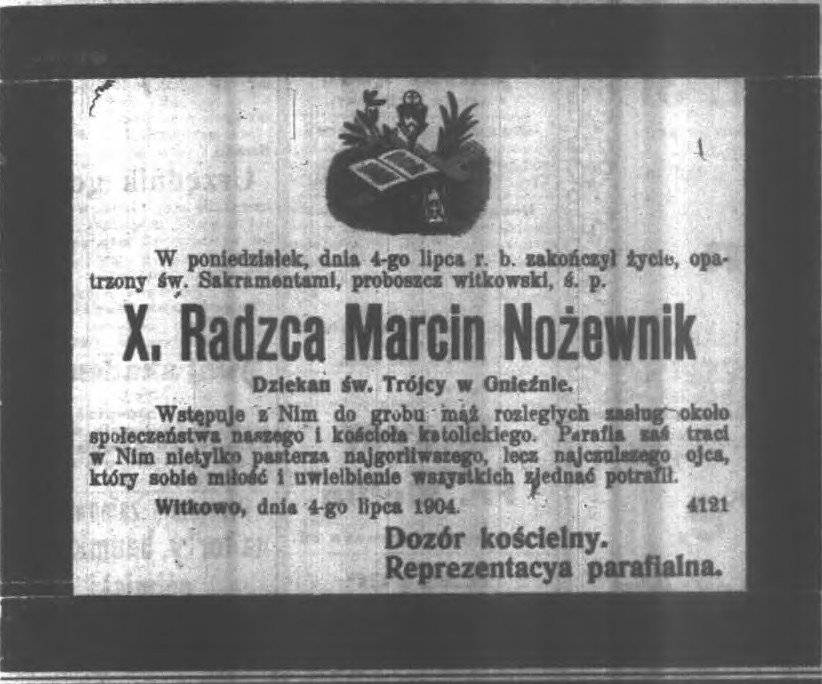 W poniedziałek, dnia 4-go lipca r. b. zakończył życie, opa-
trzony św. Sakramentami, proboszcz witkowski, ś. p.
X. Radzca Marcin Nożewnik
Dziekan św. Trójcy w Gnieźnie.
Wstępuje z Nim do grobu mąż rozległych zasług około
społeczeństwa naszego i kościoła katolickiego. Parafia zaś traci
w Nim nietylko pasterza najgorliwszego, lecz najczulszego ojca,
który sobie miłość i uwielbienie wszystkich zjednać potrafił.
Witkowo, dnia 4-go lipca 1904. 4121
Dozór kościelny.
Reprezentacya parafialna.